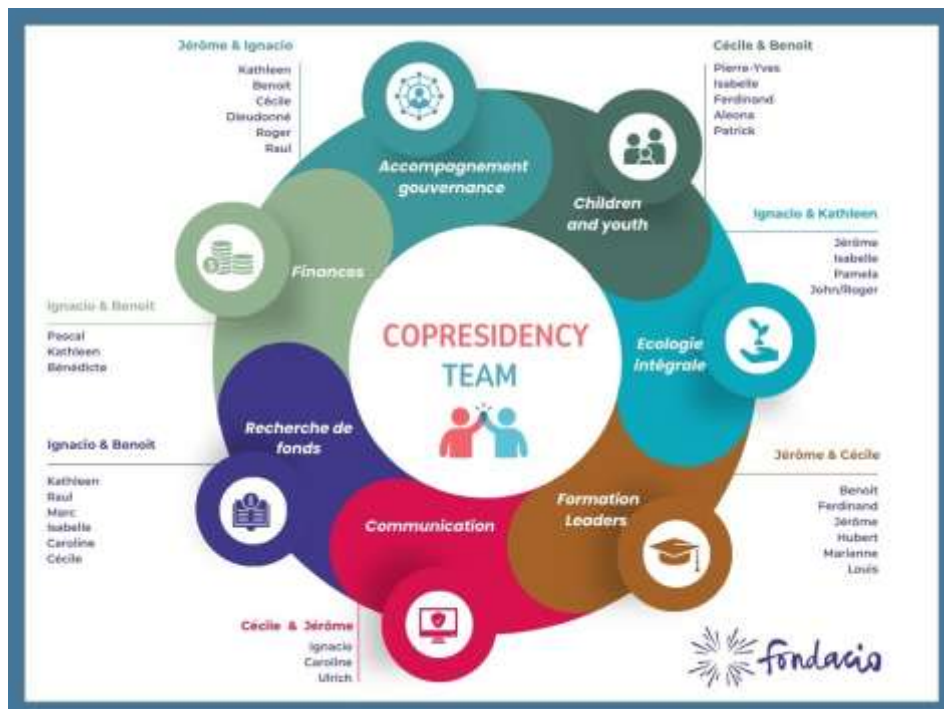 Jérôme & Ignacio
Kathleen
Benoit
Cécile
Dieudonné
Roger
Raul
Accompagnement
gouvernance
Cécile & Benoit
Pierre-Yves
Isabelle
Ferdinand
Aleona
Patrick
Children
and youth
Ignacio & Kathleen
Jérôme
Isabelle
Pamela
John/Roger
Ecologie
intégrale
Jérôme & Cécile
Benoit
Ferdinand
Jérôme
Hubert
Marienne
Louis
Formation
Leaders
Cécile & Jérôme
Ignacio
Caroline
Ulrich
Communication
Ignacio & Benoit
Kathleen
Raul
Marc
Isabelle
Caroline
Cécile
Recherche de
fonds
Ignacio & Benoit
Pascal
Kathleen
Bénédicte
Finances
COPRESIDENCY
TEAM
fondacio